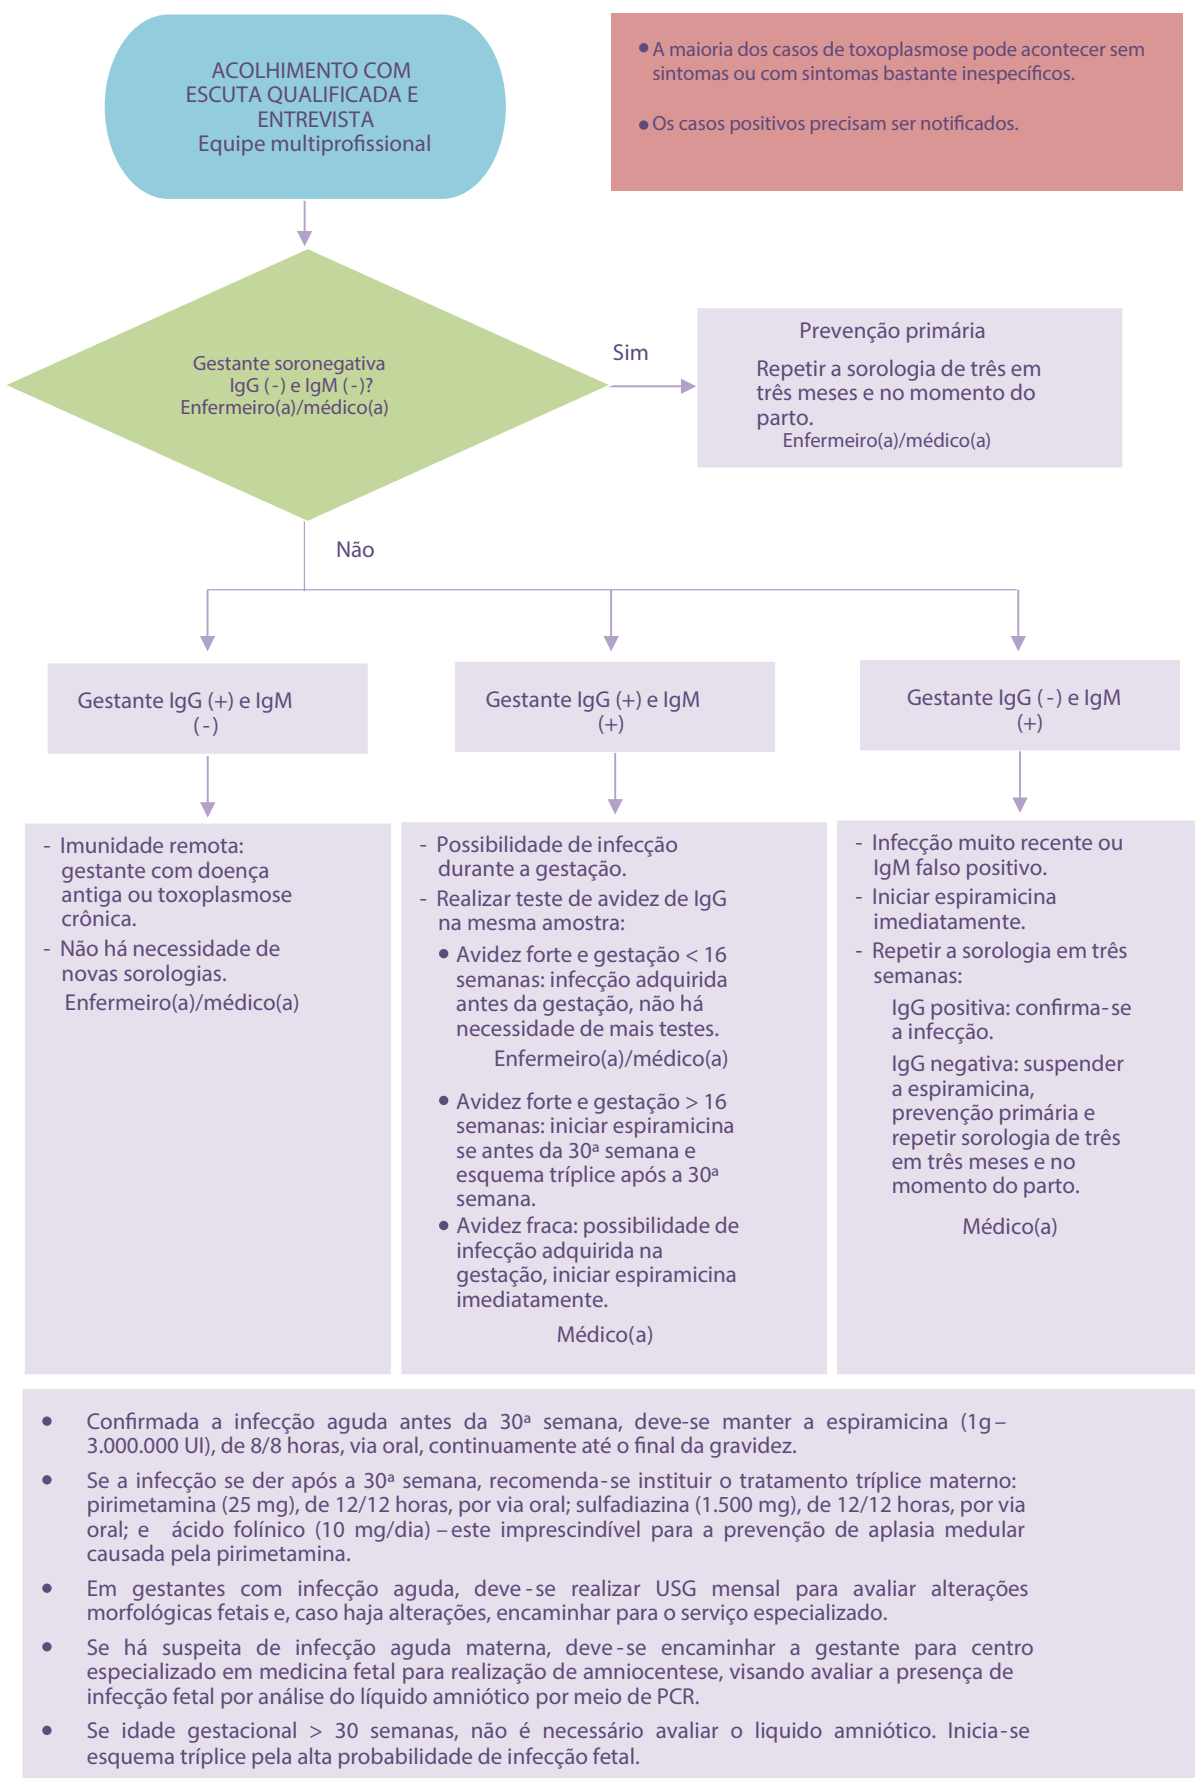 ACOLHIMENTO COM
ESCUTA QUALIFICADA E
ENTREVISTA
Equipe multiprofissional
● A maioria dos casos de toxoplasmose pode acontecer sem
sintomas ou com sintomas bastante inespecíficos.
● Os casos positivos precisam ser notificados.
Gestante soronegativa
IgG (-) e IgM (-)?
Enfermeiro(a)/médico(a)
Sim
Prevenção primária
Repetir a sorologia de três em
três meses e no momento do
parto.
Enfermeiro(a)/médico(a)
Não
Gestante IgG (+) e IgM
(-)
Gestante IgG (+) e IgM
(+)
Gestante IgG (-) e IgM
(+)
- Imunidade remota:
gestante com doença
antiga ou toxoplasmose
crônica.
- Não há necessidade de
novas sorologias.
Enfermeiro(a)/médico(a)
- Possibilidade de infecção
durante a gestação.
- Realizar teste de avidez de IgG
na mesma amostra:
● Avidez forte e gestação < 16
semanas: infecção adquirida
antes da gestação, não há
necessidade de mais testes.
Enfermeiro(a)/médico(a)
● Avidez forte e gestação > 16
semanas: iniciar espiramicina
se antes da 30ª semana e
esquema tríplice após a 30ª
semana.
● Avidez fraca: possibilidade de
infecção adquirida na
gestação, iniciar espiramicina
imediatamente.
Médico(a)
- Infecção muito recente ou
IgM falso positivo.
- Iniciar espiramicina
imediatamente.
- Repetir a sorologia em três
semanas:
IgG positiva: confirma-se
a infecção.
IgG negativa: suspender
a espiramicina,
prevenção primária e
repetir sorologia de três
em três meses e no
momento do parto.
Médico(a)
● Confirmada a infecção aguda antes da 30ª semana, deve-se manter a espiramicina (1g –
3.000.000 UI), de 8/8 horas, via oral, continuamente até o final da gravidez.
● Se a infecção se der após a 30ª semana, recomenda-se instituir o tratamento tríplice materno:
pirimetamina (25 mg), de 12/12 horas, por via oral; sulfadiazina (1.500 mg), de 12/12 horas, por via
oral; e ácido folínico (10 mg/dia) – este imprescindível para a prevenção de aplasia medular
causada pela pirimetamina.
● Em gestantes com infecção aguda, deve-se realizar USG mensal para avaliar alterações
morfológicas fetais e, caso haja alterações, encaminhar para o serviço especializado.
● Se há suspeita de infecção aguda materna, deve-se encaminhar a gestante para centro
especializado em medicina fetal para realização de amniocentese, visando avaliar a presença de
infecção fetal por análise do líquido amniótico por meio de PCR.
● Se idade gestacional > 30 semanas, não é necessário avaliar o liquido amniótico. Inicia-se
esquema tríplice pela alta probabilidade de infecção fetal.